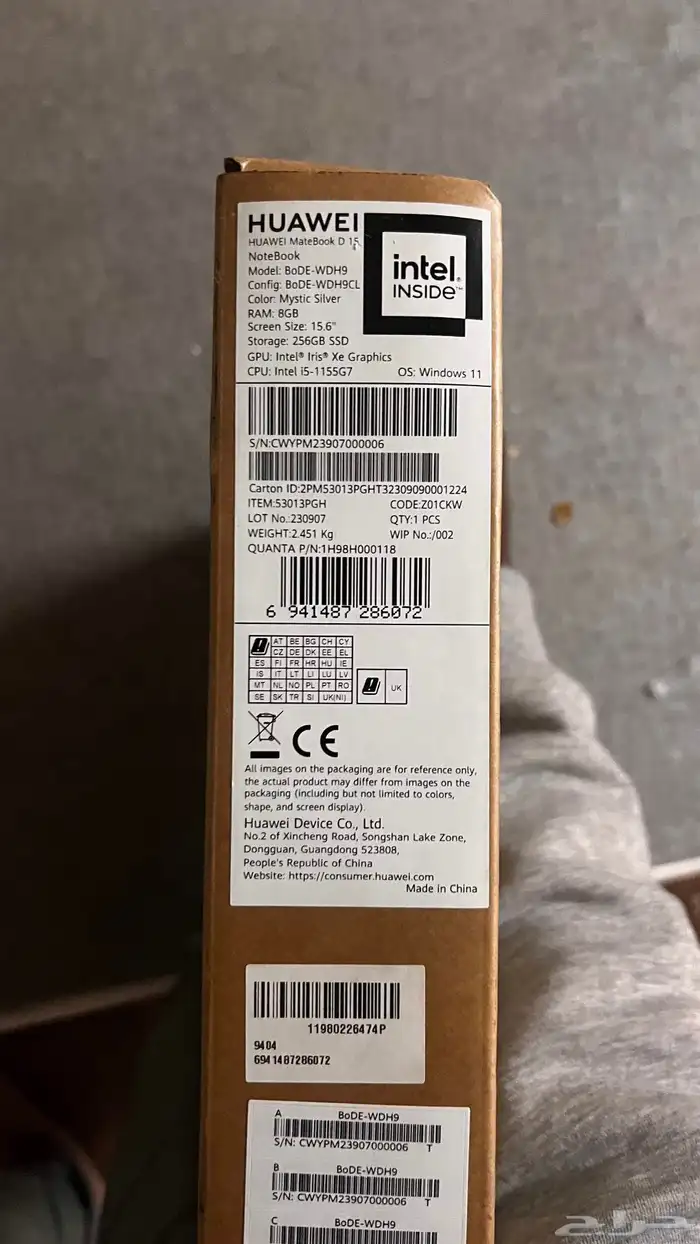 HUAWEI
HUAWEI MateBook D 15
NoteBook
Model: BoDE-WDH9
Config: BoDE-WDH9CL
Color: Mystic Silver
RAM: 8GB
Screen Size: 15.6"
Storage: 256GB SSD
GPU: Intel® Iris® Xe Graphics
CPU: Intel i5-1155G7 OS: Windows 11
intel®
INSIDE™
S/N:CWYPM23907000006
Carton ID:2PM53013PGHT32309090001224
ITEM:53013PGH CODE:Z01CKW
LOT No.:230907 QTY:1 PCS
WEIGHT:2.451 Kg WIP No.:/002
QUANTA P/N:1H98H000118
6 941487 286072
AT BE BG CH CY
CZ DE DK EE EL
ES FI FR HR HU IE
IS IT LT LI LU LV
MT NL NO PL PT RO
SE SK TR SI UK(NI)
UK
CE
All images on the packaging are for reference only,
the actual product may differ from images on the
packaging (including but not limited to colors,
shape, and screen display).
Huawei Device Co., Ltd.
No.2 of Xincheng Road, Songshan Lake Zone,
Dongguan, Guangdong 523808,
People's Republic of China
Website: https://consumer.huawei.com
Made in China
11980226474P
9404
6941487286072
A BoDE-WDH9
S/N: CWYPM23907000006 T
B BoDE-WDH9
S/N: CWYPM23907000006 T
C BoDE-WDH9
حراج